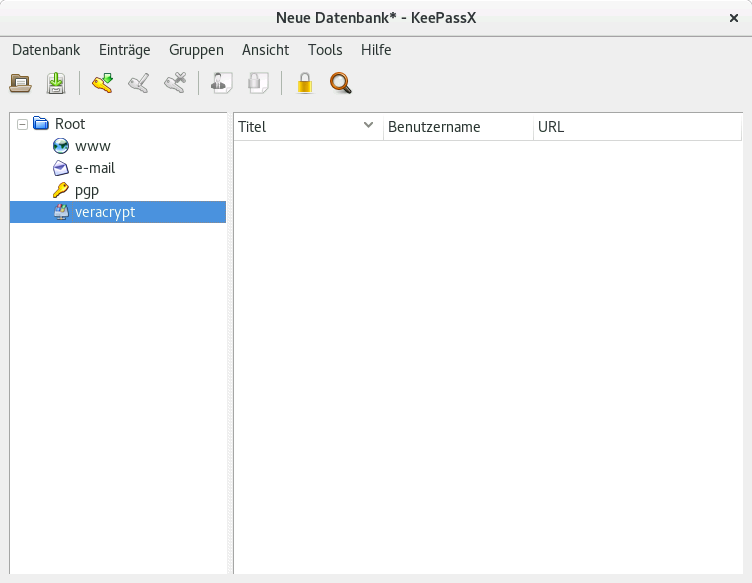 Neue Datenbank* - KeePassX
Datenbank Einträge Gruppen Ansicht Tools Hilfe
Root
www
e-mail
pgp
veracrypt
Titel Benutzername URL